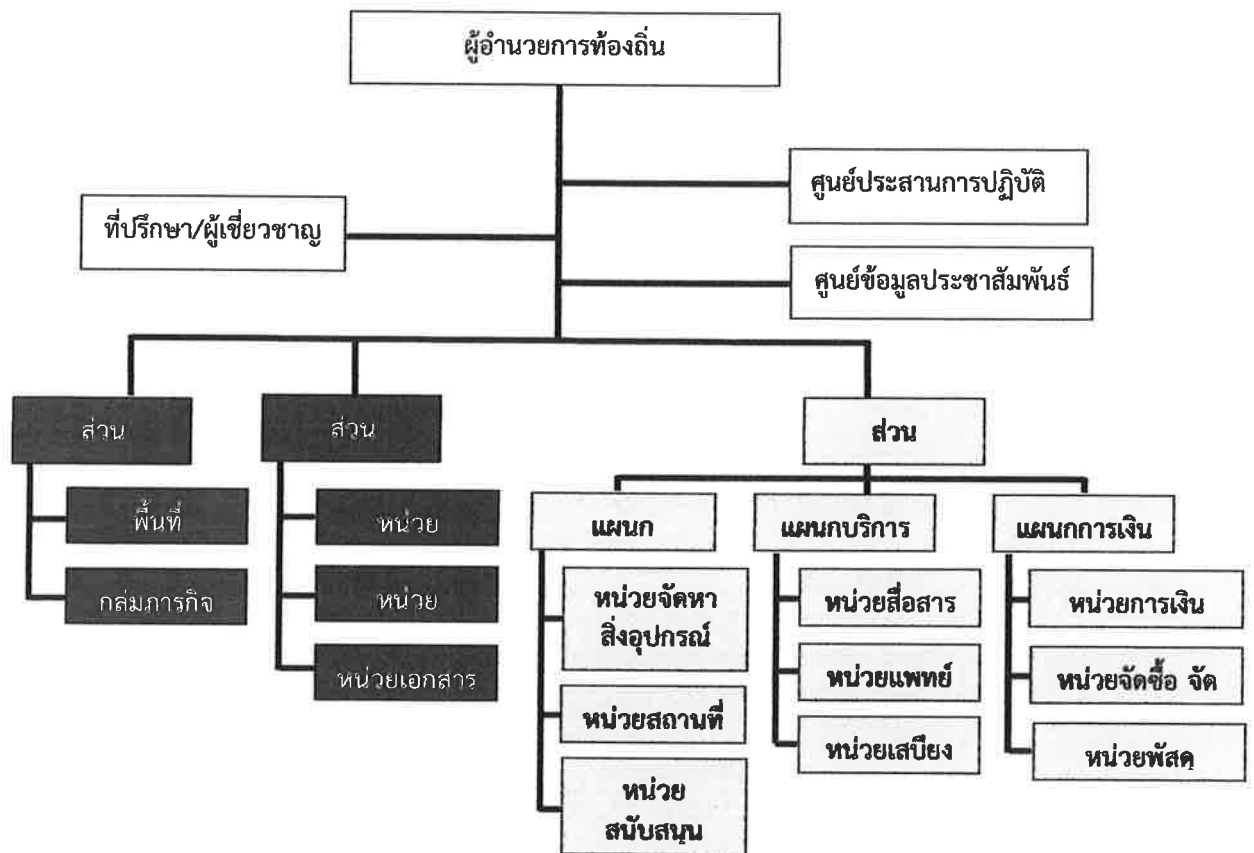 ผู้อำนวยการท้องถิ่น
ศูนย์ประสานการปฏิบัติ
ที่ปรึกษา/ผู้เชี่ยวชาญ
ศูนย์ข้อมูลประชาสัมพันธ์
ส่วน
พื้นที่
กลุ่มภารกิจ
ส่วน
หน่วย
หน่วย
หน่วยเอกสาร
ส่วน
แผนก
หน่วยจัดหา
สิ่งอุปกรณ์
หน่วยสถานที่
หน่วย
สนับสนุน
แผนกบริการ
หน่วยสื่อสาร
หน่วยแพทย์
หน่วยเสบียง
แผนกการเงิน
หน่วยการเงิน
หน่วยจัดซื้อ จัด
หน่วยพัสดุ